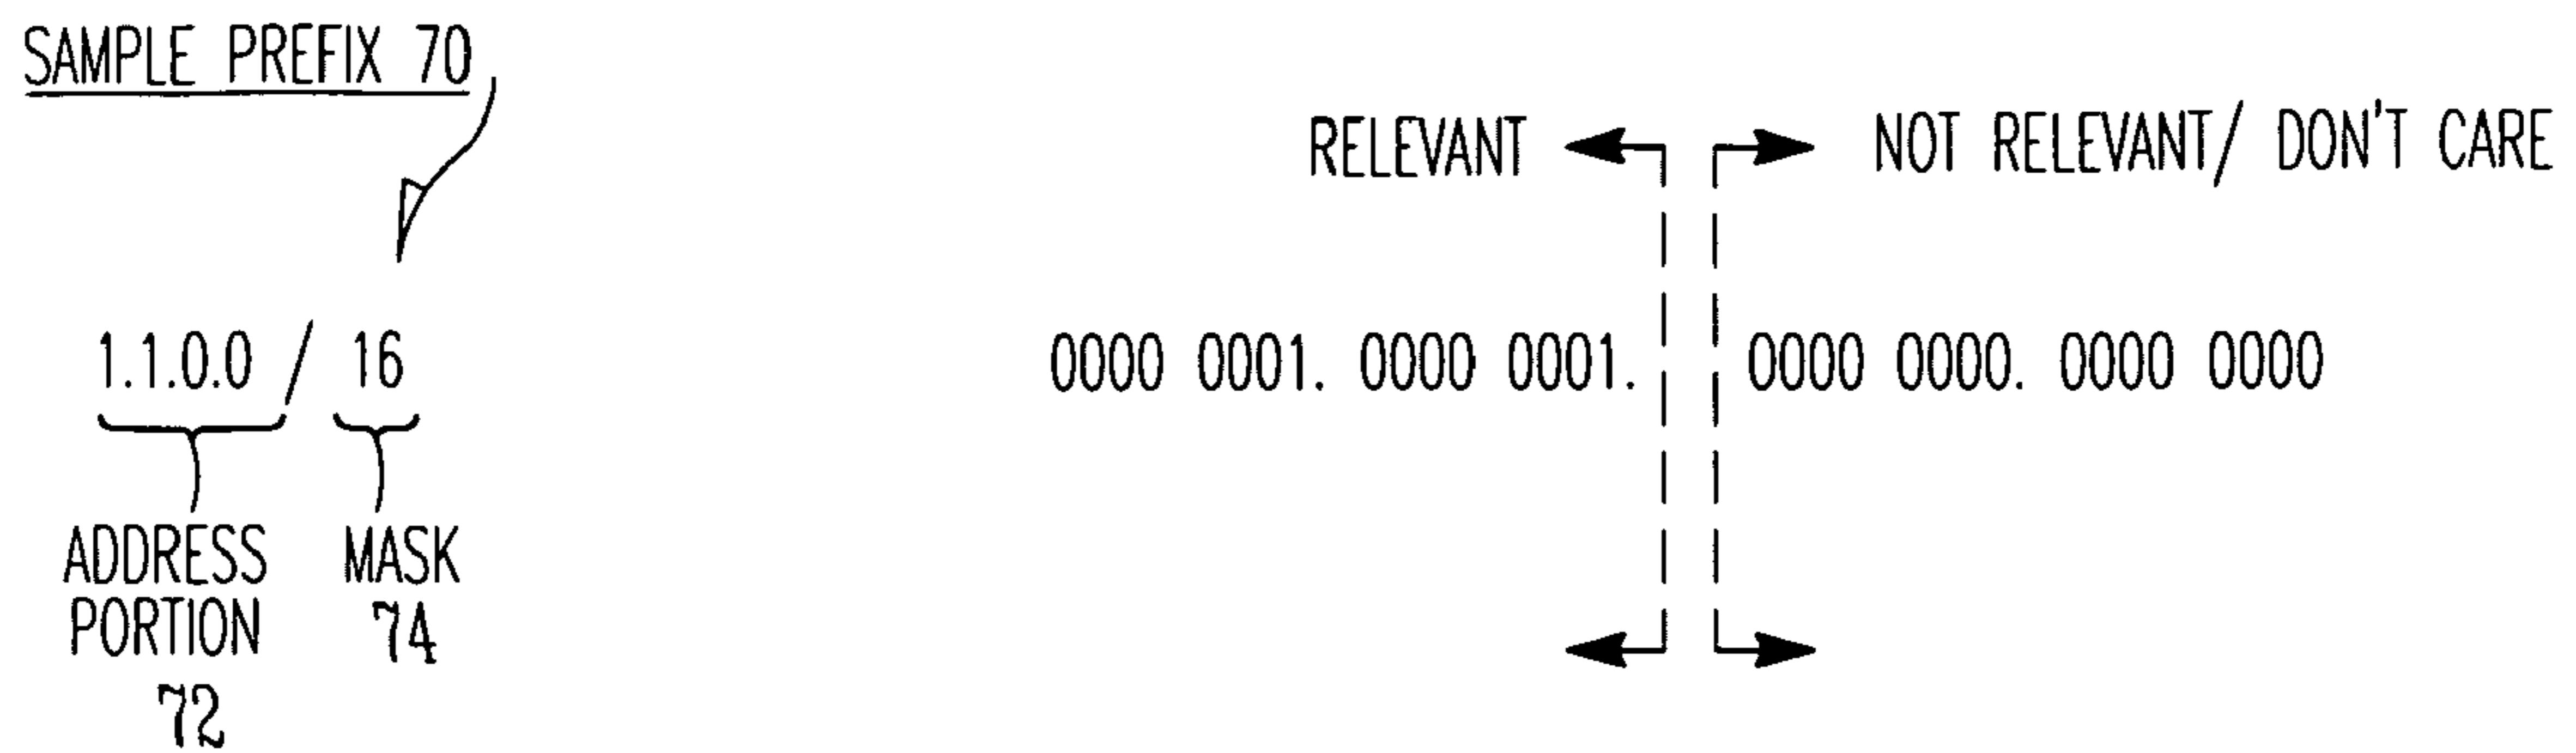 SAMPLE PREFIX 70
RELEVANT
NOT RELEVANT/ DON'T CARE
1.1.0.0 / 16
0000 0001. 0000 0001.
0000 0000. 0000 0000
ADDRESS
PORTION
72
MASK
74